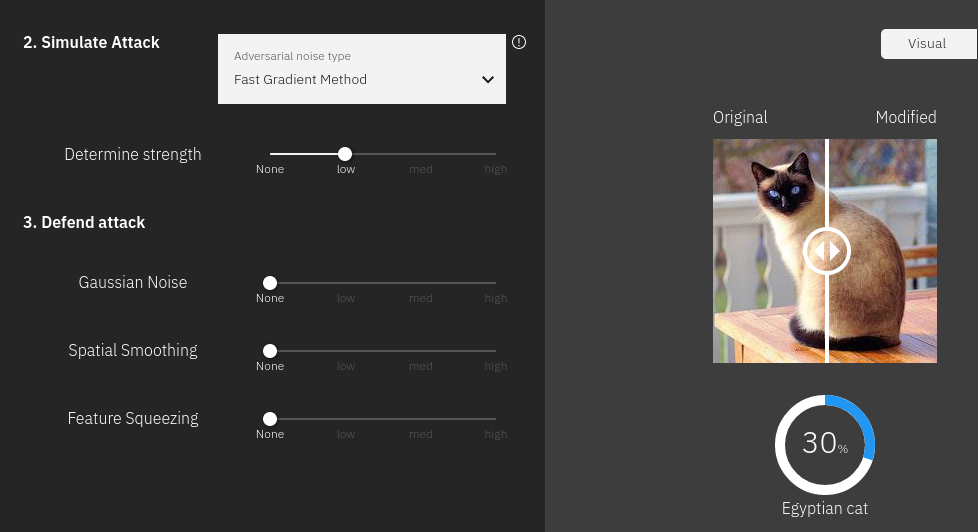 2. Simulate Attack
Adversarial noise type
Fast Gradient Method
Determine strength
None low med high
3. Defend attack
Gaussian Noise
None low med high
Spatial Smoothing
None low med high
Feature Squeezing
None low med high
Visual
Original Modified
30%
Egyptian cat